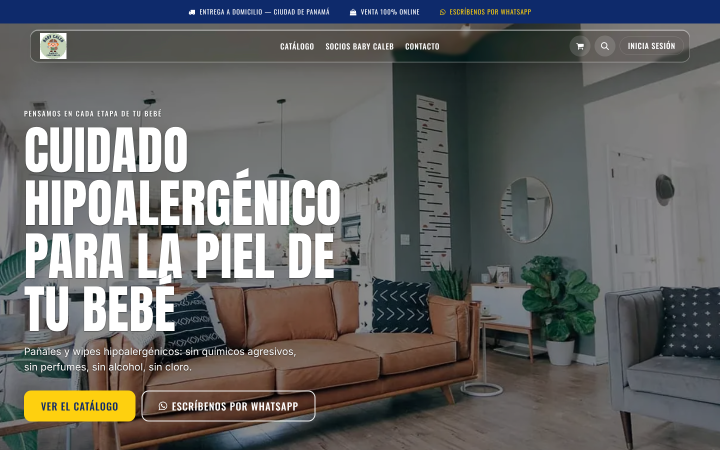 ENTREGA A DOMICILIO — CIUDAD DE PANAMÁ
VENTA 100% ONLINE
ESCRÍBENOS POR WHATSAPP
BABY CALEB
CATÁLOGO
SOCIOS BABY CALEB
CONTACTO
INICIA SESIÓN
PENSAMOS EN CADA ETAPA DE TU BEBÉ
CUIDADO
HIPOALERGÉNICO
PARA LA PIEL DE
TU BEBÉ
Pañales y wipes hipoalergénicos: sin químicos agresivos,
sin perfumes, sin alcohol, sin cloro.
VER EL CATÁLOGO
ESCRÍBENOS POR WHATSAPP